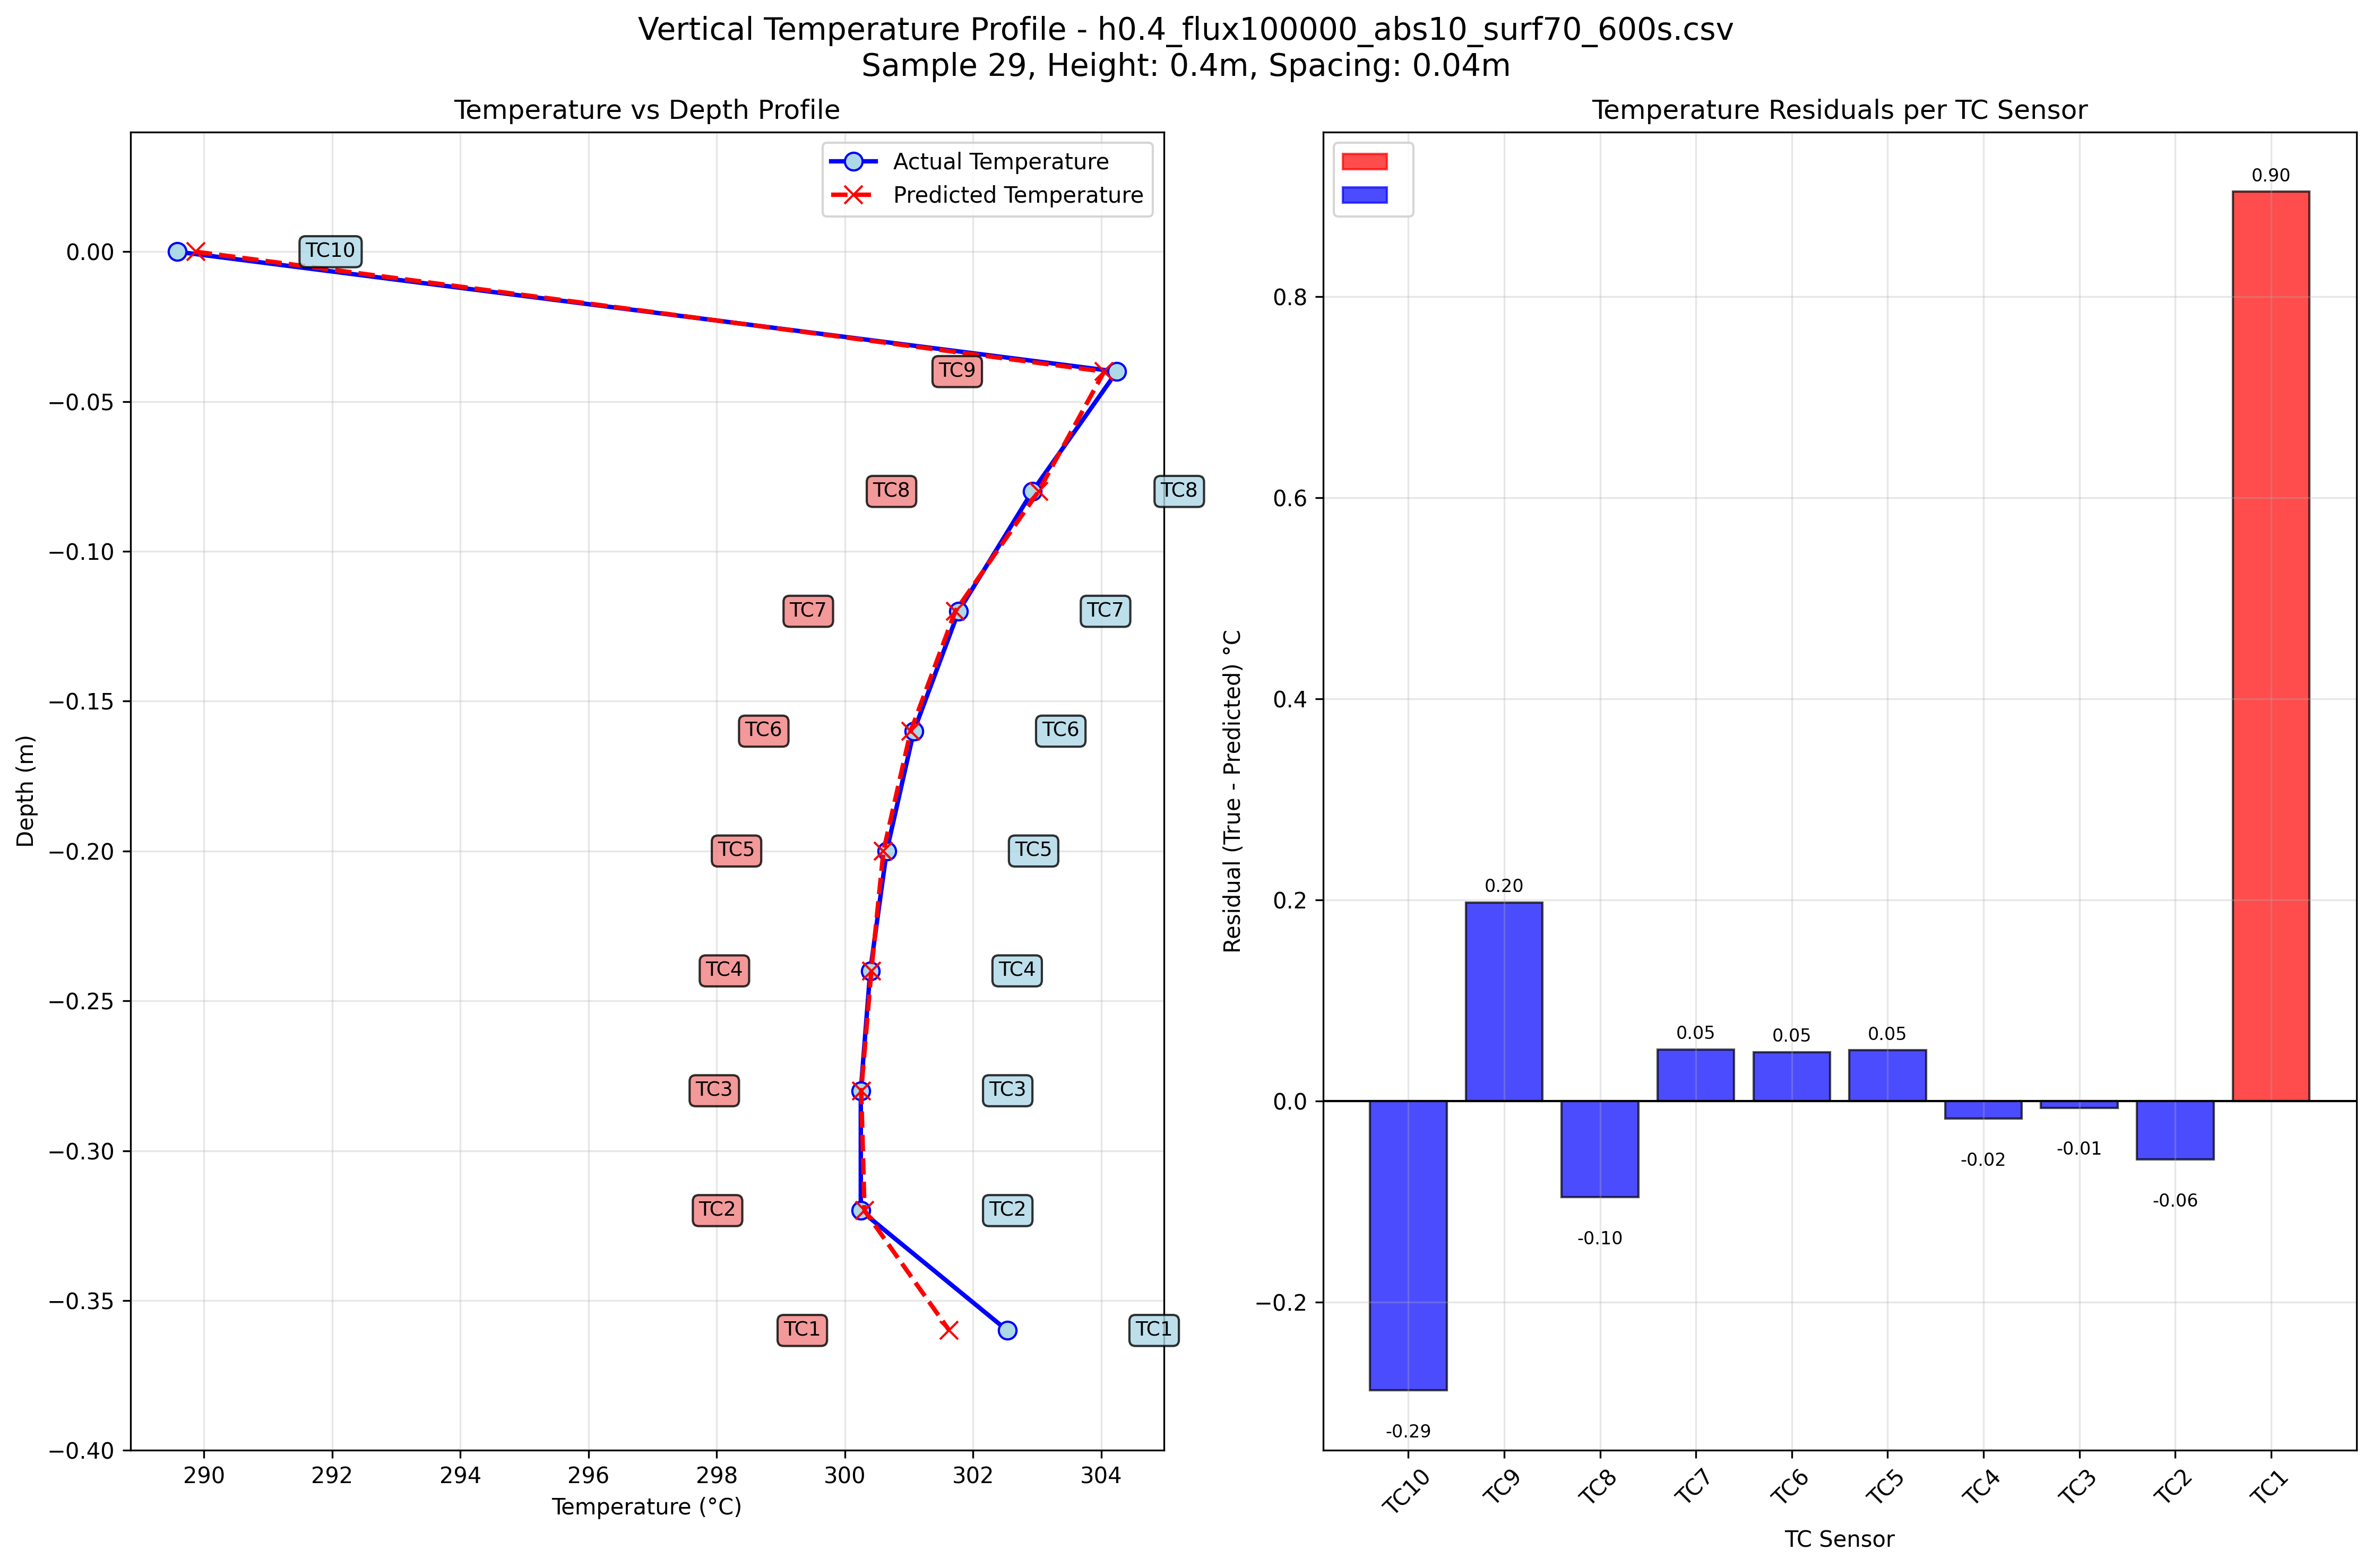 Vertical Temperature Profile - h0.4_flux100000_abs10_surf70_600s.csv
Sample 29, Height: 0.4m, Spacing: 0.04m
Temperature vs Depth Profile
Actual Temperature
Predicted Temperature
Depth (m)
0.00
−0.05
−0.10
−0.15
−0.20
−0.25
−0.30
−0.35
−0.40
TC10
TC9
TC8 TC8
TC7 TC7
TC6 TC6
TC5 TC5
TC4 TC4
TC3 TC3
TC2 TC2
TC1 TC1
290 292 294 296 298 300 302 304
Temperature (°C)
Temperature Residuals per TC Sensor
Residual (True - Predicted) °C
0.8
0.6
0.4
0.2
0.0
−0.2
-0.29
0.20
-0.10
0.05
0.05
0.05
-0.02
-0.01
-0.06
0.90
TC10 TC9 TC8 TC7 TC6 TC5 TC4 TC3 TC2 TC1
TC Sensor